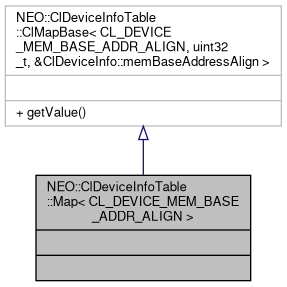 NEO::ClDeviceInfoTable
::ClMapBase< CL_DEVICE
_MEM_BASE_ADDR_ALIGN, uint32
_t, &ClDeviceInfo::memBaseAddressAlign >
+ getValue()
NEO::ClDeviceInfoTable
::Map< CL_DEVICE_MEM_BASE
_ADDR_ALIGN >